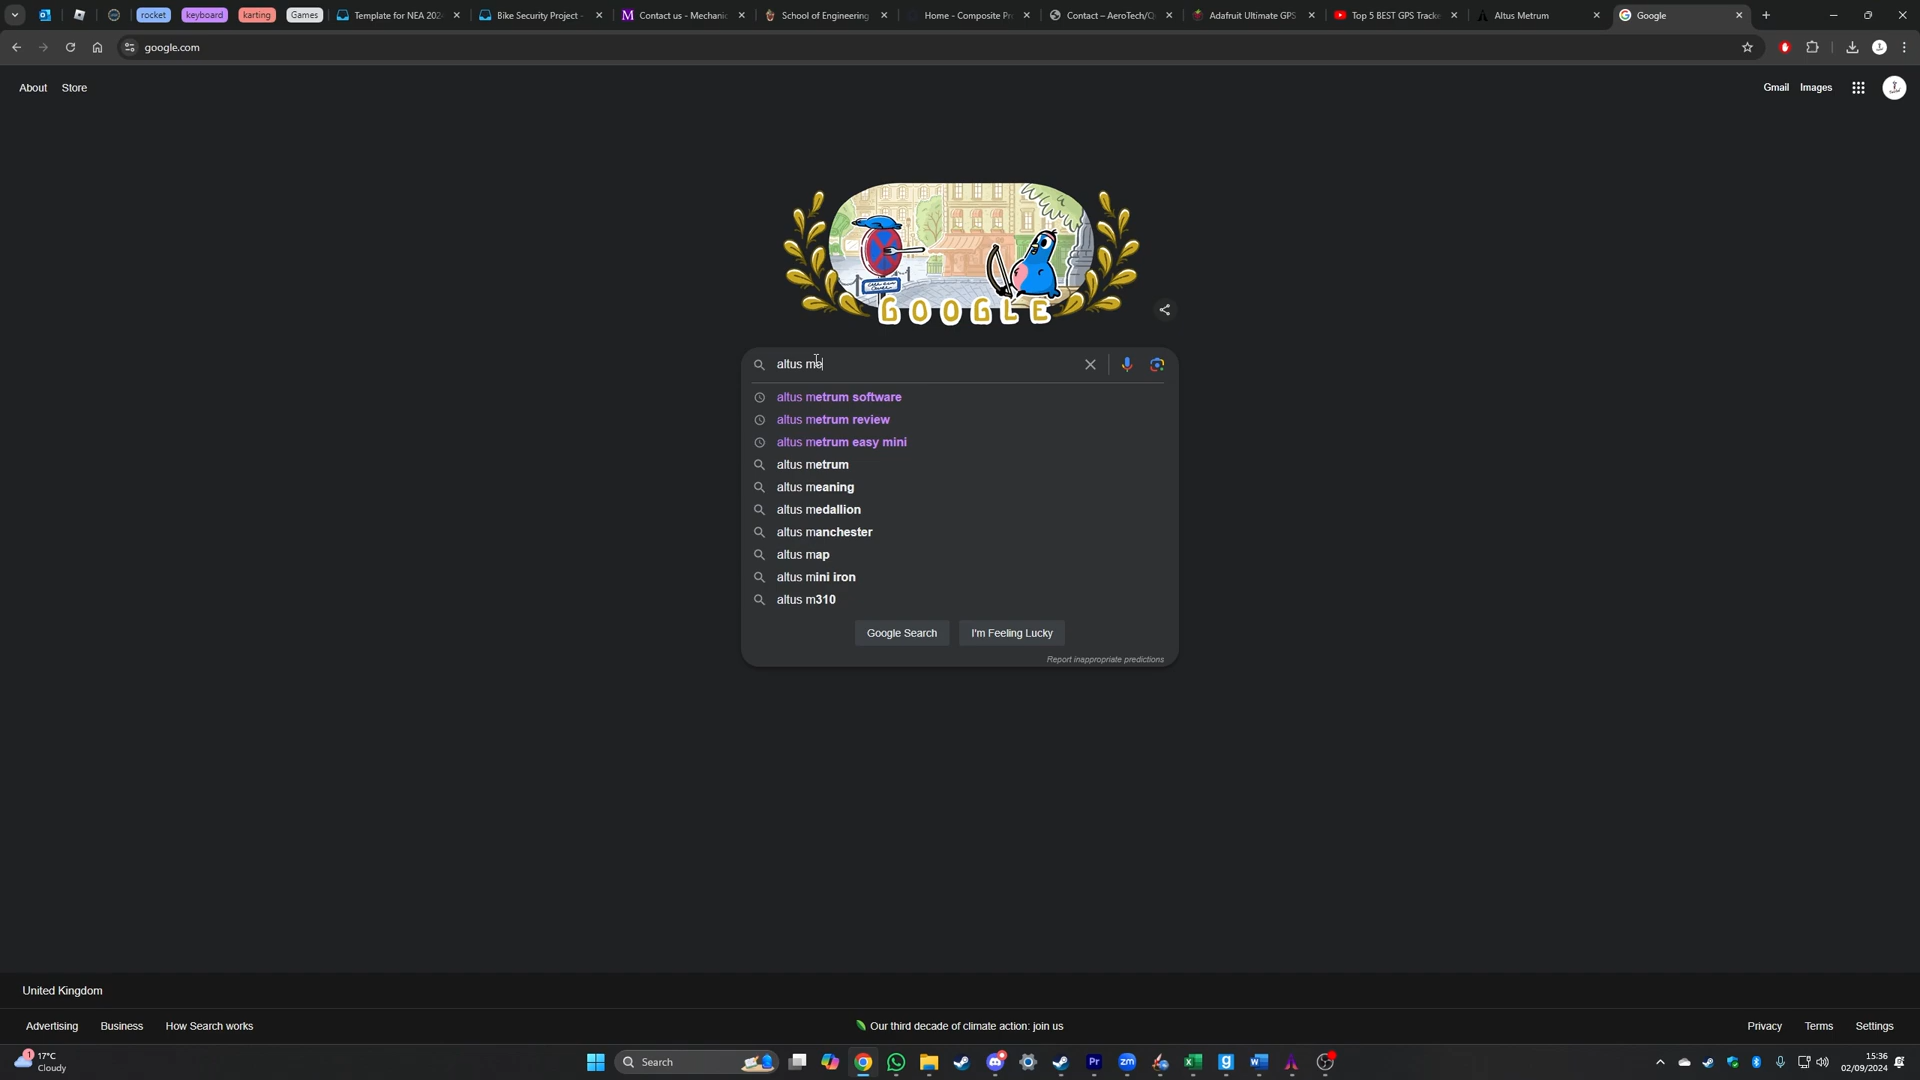 rocket keyboard karting Games Template for NEA 202 Bike Security Project - Contact us - Mechanic School of Engineering Home - Composite Pr Contact – AeroTech/Q Adafruit Ultimate GPS Top 5 BEST GPS Tracke Altus Metrum Google
google.com
About Store Gmail Images
GOOGLE
altus me
altus metrum software
altus metrum review
altus metrum easy mini
altus metrum
altus meaning
altus medallion
altus manchester
altus map
altus mini iron
altus m310
Google Search I'm Feeling Lucky
Report inappropriate predictions
United Kingdom
Advertising Business How Search works Our third decade of climate action: join us Privacy Terms Settings
1 17°C Search 15:36
Cloudy 02/09/2024